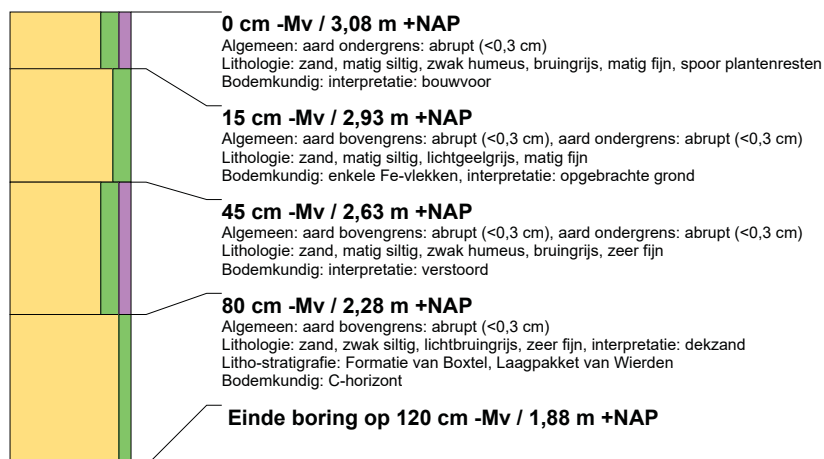 0 cm -Mv / 3,08 m +NAP
Algemeen: aard ondergrens: abrupt (<0,3 cm)
Lithologie: zand, matig siltig, zwak humeus, bruingrijs, matig fijn, spoor plantenresten
Bodemkundig: interpretatie: bouwvoor
15 cm -Mv / 2,93 m +NAP
Algemeen: aard bovengrens: abrupt (<0,3 cm), aard ondergrens: abrupt (<0,3 cm)
Lithologie: zand, matig siltig, lichtgeelgrijs, matig fijn
Bodemkundig: enkele Fe-vlekken, interpretatie: opgebrachte grond
45 cm -Mv / 2,63 m +NAP
Algemeen: aard bovengrens: abrupt (<0,3 cm), aard ondergrens: abrupt (<0,3 cm)
Lithologie: zand, matig siltig, zwak humeus, bruingrijs, zeer fijn
Bodemkundig: interpretatie: verstoord
80 cm -Mv / 2,28 m +NAP
Algemeen: aard bovengrens: abrupt (<0,3 cm)
Lithologie: zand, zwak siltig, lichtbruingrijs, zeer fijn, interpretatie: dekzand
Litho-stratigrafie: Formatie van Boxtel, Laagpakket van Wierden
Bodemkundig: C-horizont
Einde boring op 120 cm -Mv / 1,88 m +NAP